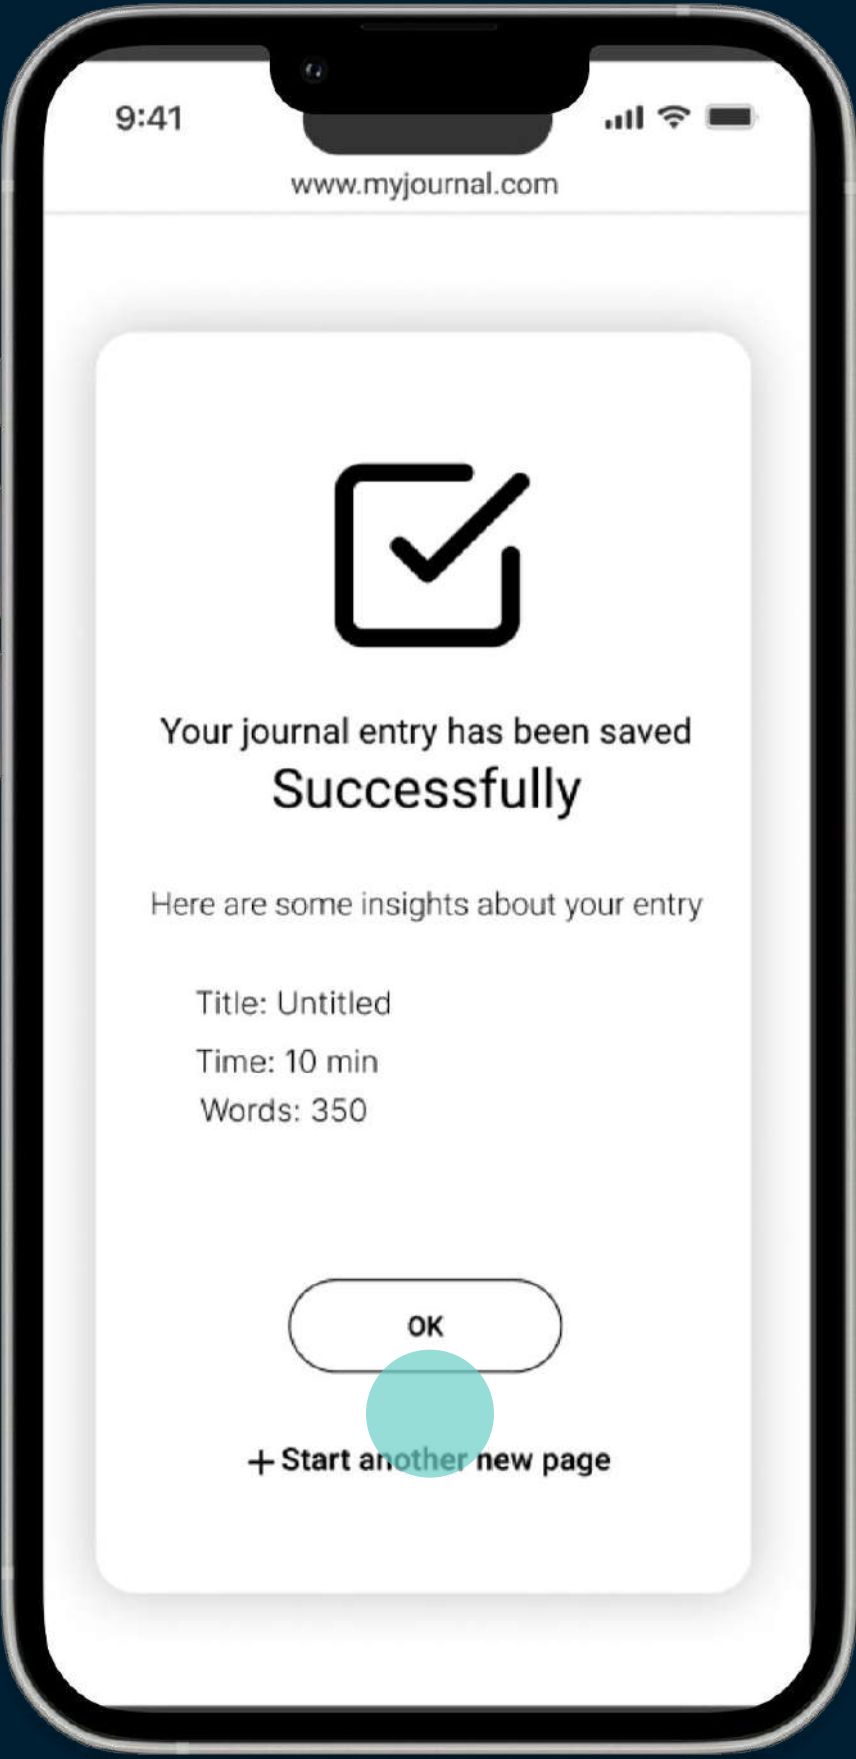 9:41
www.myjournal.com
Your journal entry has been saved
Successfully
Here are some insights about your entry
Title: Untitled
Time: 10 min
Words: 350
OK
+ Start another new page